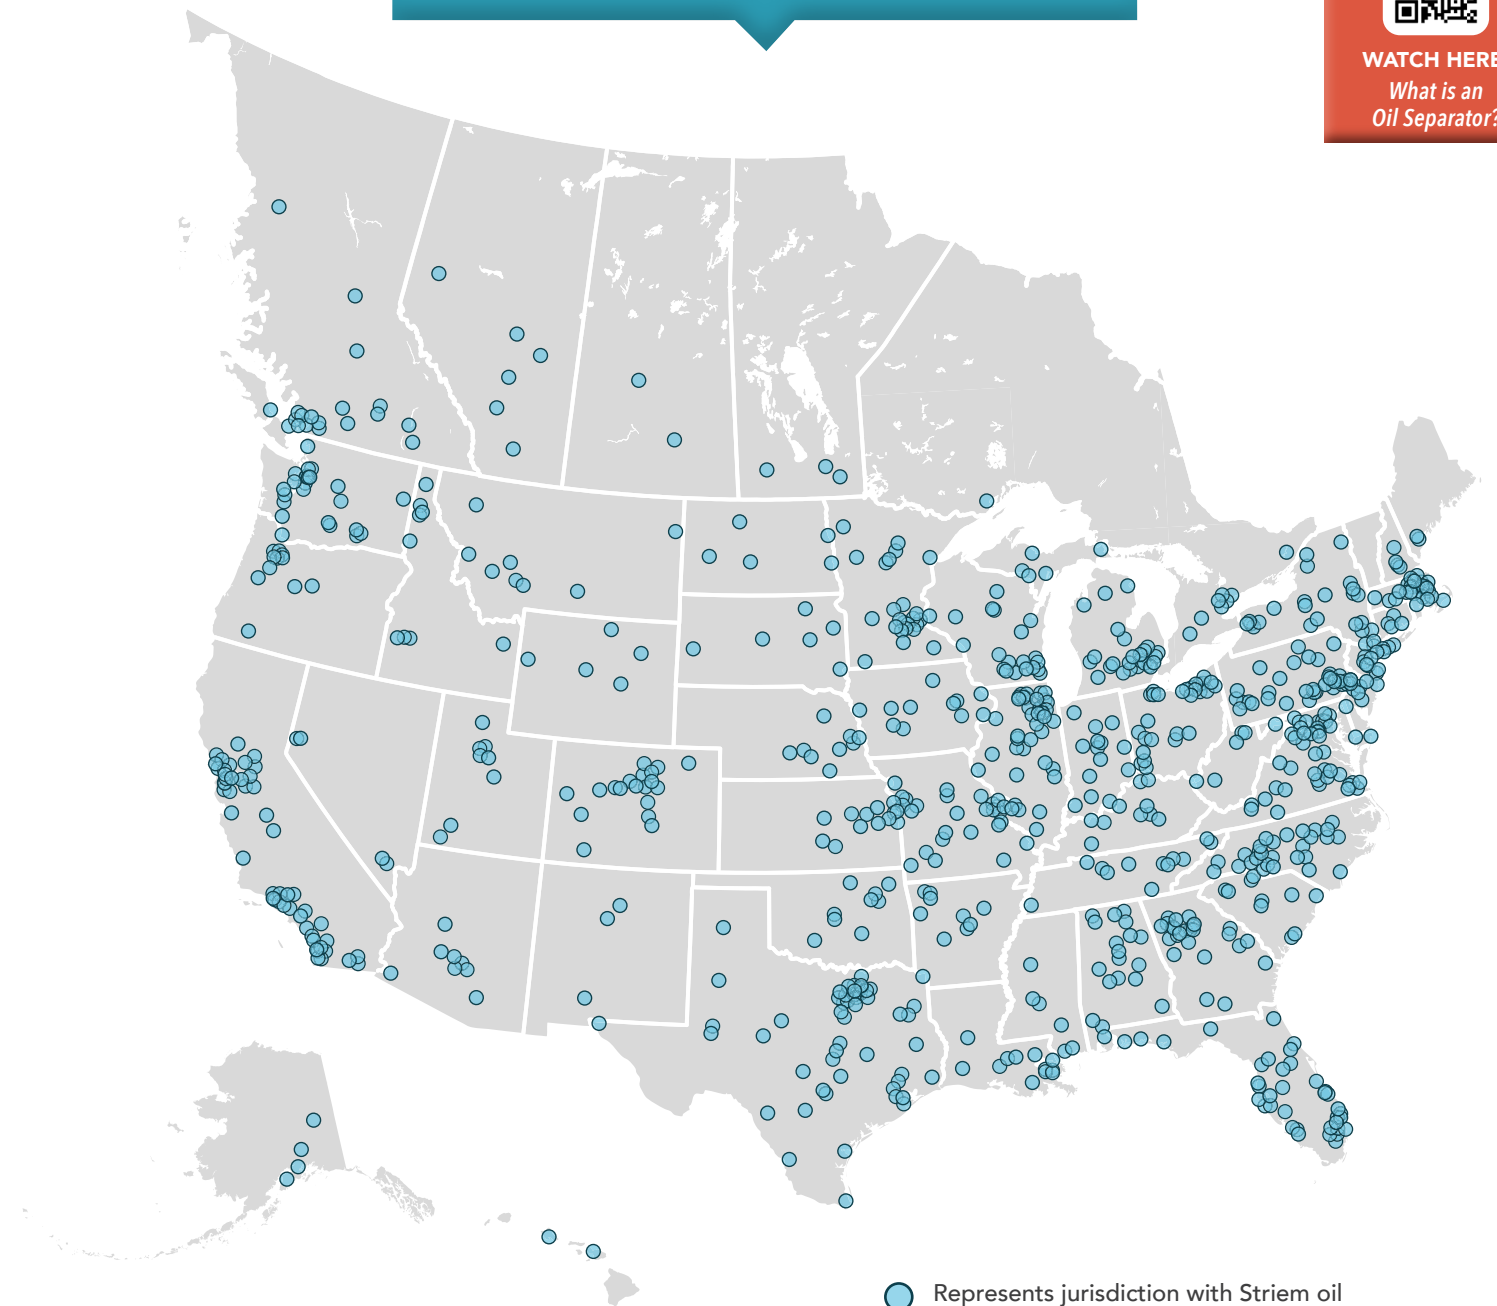 WATCH HERE
What is an
Oil Separator?
Represents jurisdiction with Striem oil